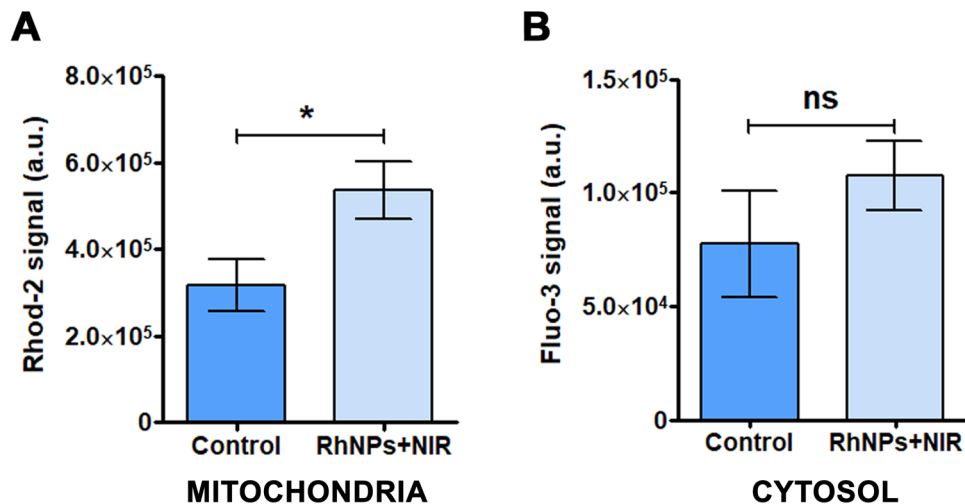 A
Rhod-2 signal (a.u.)
8.0×10⁵
6.0×10⁵
4.0×10⁵
2.0×10⁵
0
*
Control
RhNPs+NIR
MITOCHONDRIA
B
Fluo-3 signal (a.u.)
1.5×10⁵
1.0×10⁵
5.0×10⁴
0
ns
Control
RhNPs+NIR
CYTOSOL